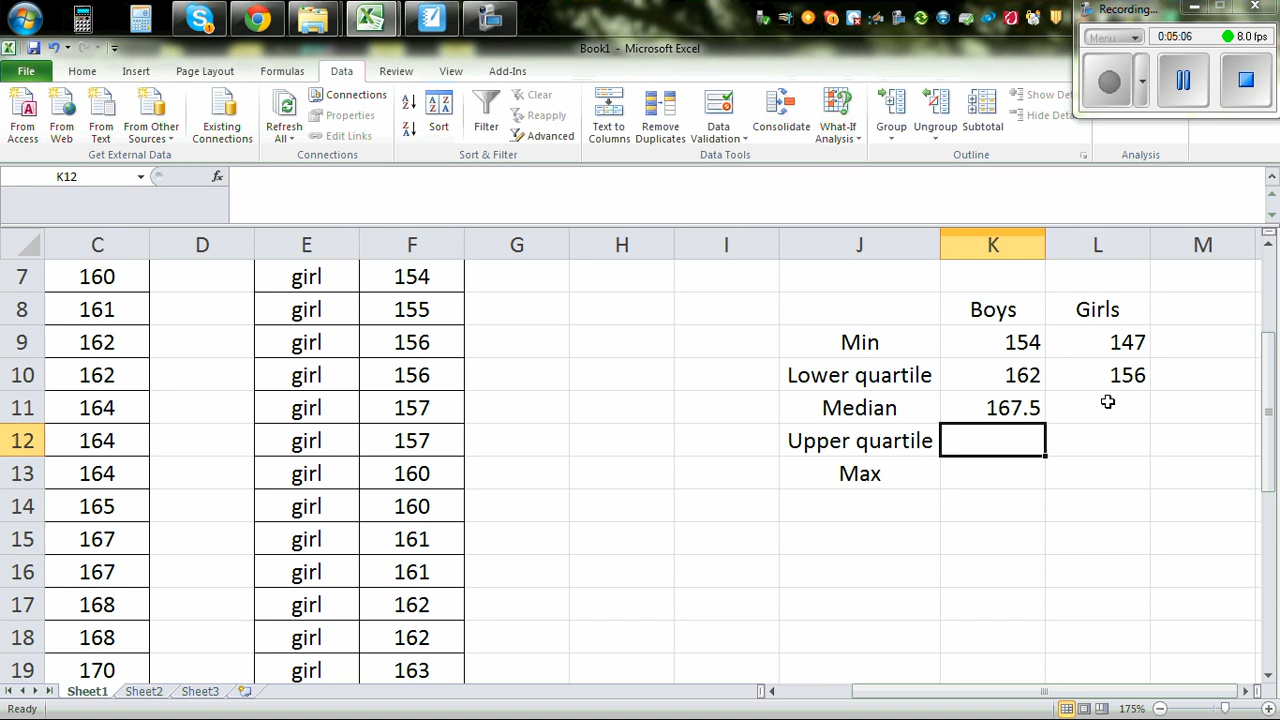 Recording...
Menu
0:05:06
8.0 fps
Book1 - Microsoft Excel
File
Home
Insert
Page Layout
Formulas
Data
Review
View
Add-Ins
From Access
From Web
From Text
From Other Sources
Existing Connections
Refresh All
Connections
Properties
Edit Links
Sort
Filter
Clear
Reapply
Advanced
Text to Columns
Remove Duplicates
Data Validation
Consolidate
What-If Analysis
Group
Ungroup
Subtotal
Show Det
Hide Deta
Get External Data
Connections
Sort & Filter
Data Tools
Outline
Analysis
K12
fx
C D E F G H I J K L M
7 160 girl 154
8 161 girl 155 Boys Girls
9 162 girl 156 Min 154 147
10 162 girl 156 Lower quartile 162 156
11 164 girl 157 Median 167.5
12 164 girl 157 Upper quartile
13 164 girl 160 Max
14 165 girl 160
15 167 girl 161
16 167 girl 161
17 168 girl 162
18 168 girl 162
19 170 girl 163
Sheet1 Sheet2 Sheet3
Ready
175%